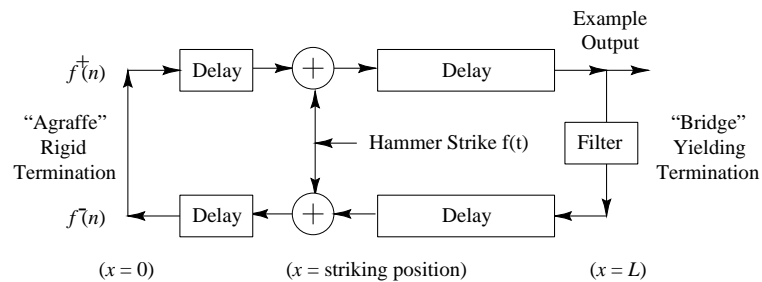 Example
Output
f⁺(n)
Delay
+
Delay
“Agraffe”
Rigid
Termination
Hammer Strike f(t)
Filter
“Bridge”
Yielding
Termination
f⁻(n)
Delay
+
Delay
(x = 0)
(x = striking position)
(x = L)